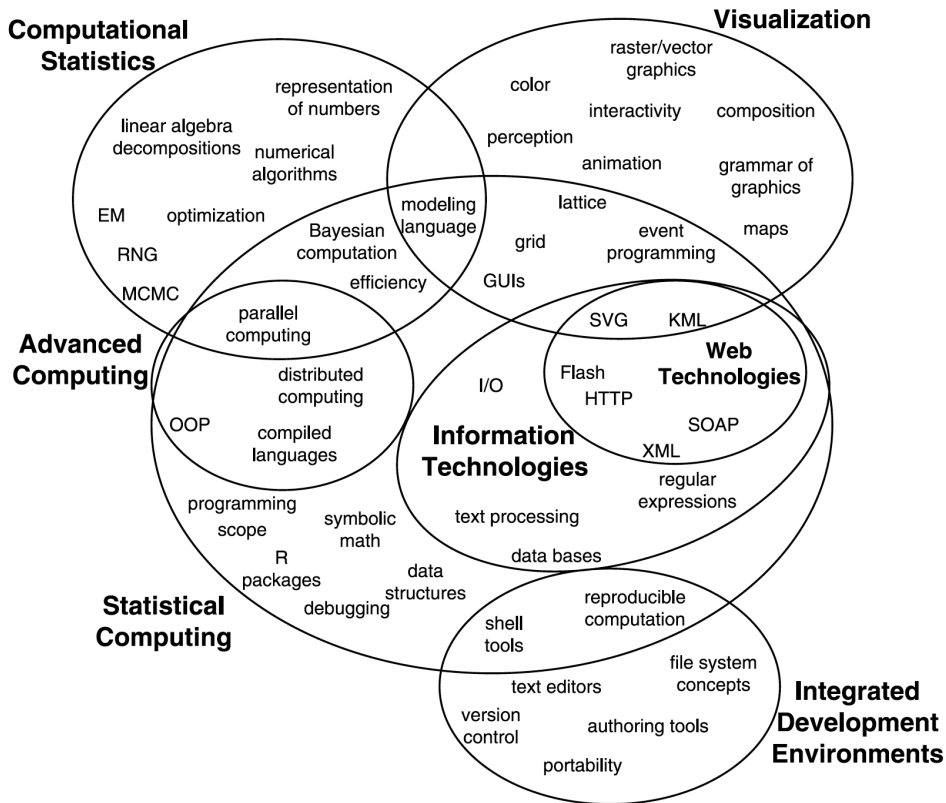 Computational
Statistics
Visualization
raster/vector
graphics
color
representation
of numbers
interactivity
composition
linear algebra
decompositions
perception
numerical
algorithms
animation
grammar of
graphics
EM
optimization
modeling
language
lattice
Bayesian
computation
grid
event
programming
maps
RNG
efficiency
GUIs
MCMC
parallel
computing
SVG
KML
Advanced
Computing
Web
Technologies
distributed
computing
I/O
Flash
HTTP
OOP
compiled
languages
Information
Technologies
SOAP
XML
regular
expressions
programming
scope
symbolic
math
text processing
R
packages
data
structures
data bases
debugging
Statistical
Computing
reproducible
computation
shell
tools
file system
concepts
text editors
version
control
authoring tools
portability
Integrated
Development
Environments